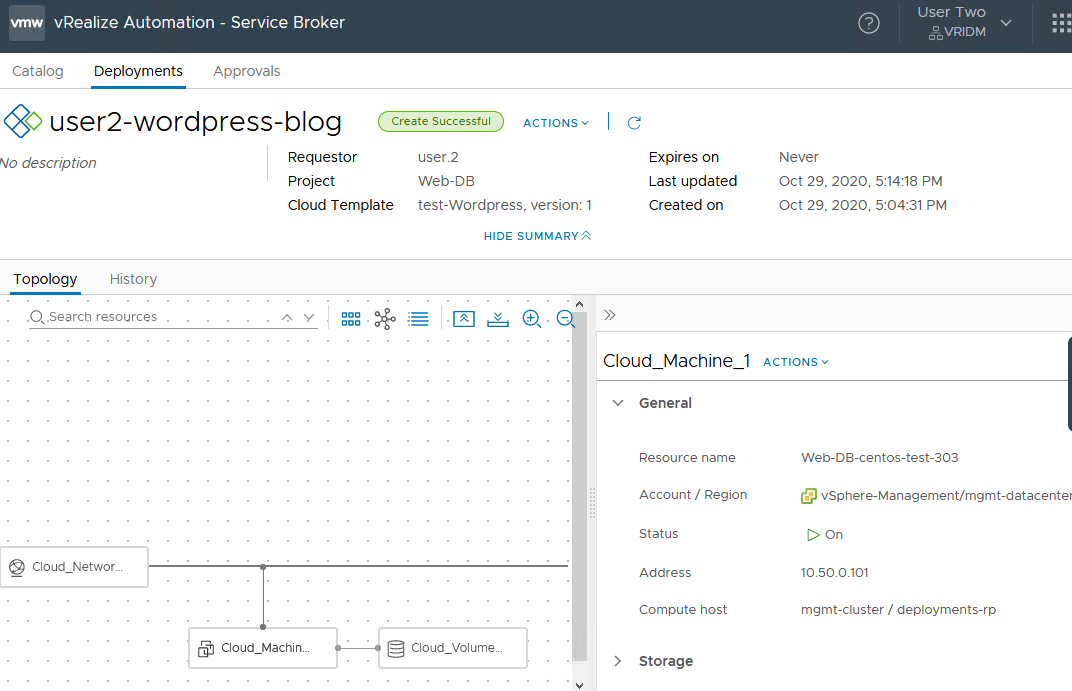 vmw vRealize Automation - Service Broker
? User Two
VRIDM
Catalog Deployments Approvals
user2-wordpress-blog Create Successful ACTIONS
No description
Requestor user.2 Expires on Never
Project Web-DB Last updated Oct 29, 2020, 5:14:18 PM
Cloud Template test-Wordpress, version: 1 Created on Oct 29, 2020, 5:04:31 PM
HIDE SUMMARY
Topology History
Search resources
Cloud_Networ...
Cloud_Machin... Cloud_Volume...
Cloud_Machine_1 ACTIONS
General
Resource name Web-DB-centos-test-303
Account / Region vSphere-Management/mgmt-datacenter
Status On
Address 10.50.0.101
Compute host mgmt-cluster / deployments-rp
Storage